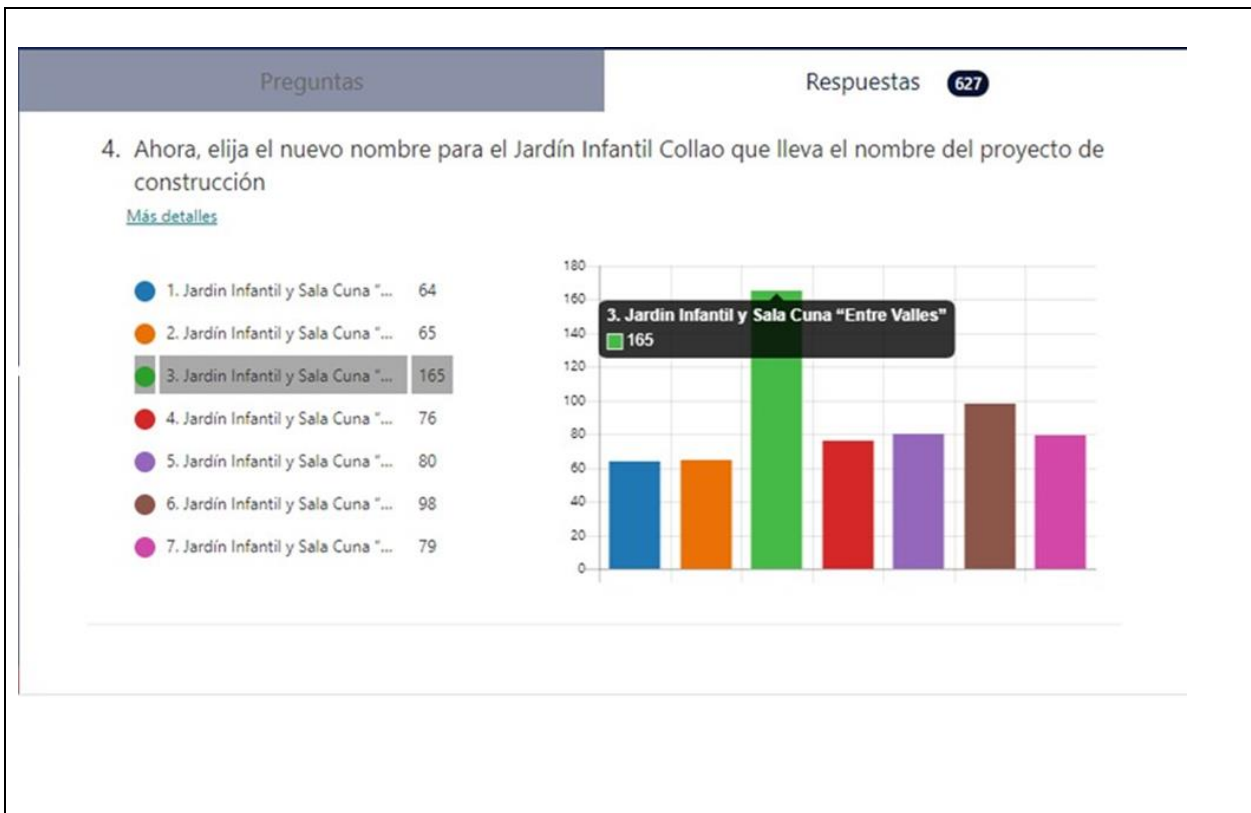 Preguntas
Respuestas 627
4. Ahora, elija el nuevo nombre para el Jardín Infantil Collao que lleva el nombre del proyecto de
construcción
Más detalles
1. Jardin Infantil y Sala Cuna "... 64
2. Jardín Infantil y Sala Cuna "... 65
3. Jardin Infantil y Sala Cuna "... 165
4. Jardín Infantil y Sala Cuna "... 76
5. Jardín Infantil y Sala Cuna "... 80
6. Jardín Infantil y Sala Cuna "... 98
7. Jardín Infantil y Sala Cuna "... 79
180
160
140
120
100
80
60
40
20
0
3. Jardin Infantil y Sala Cuna “Entre Valles”
165